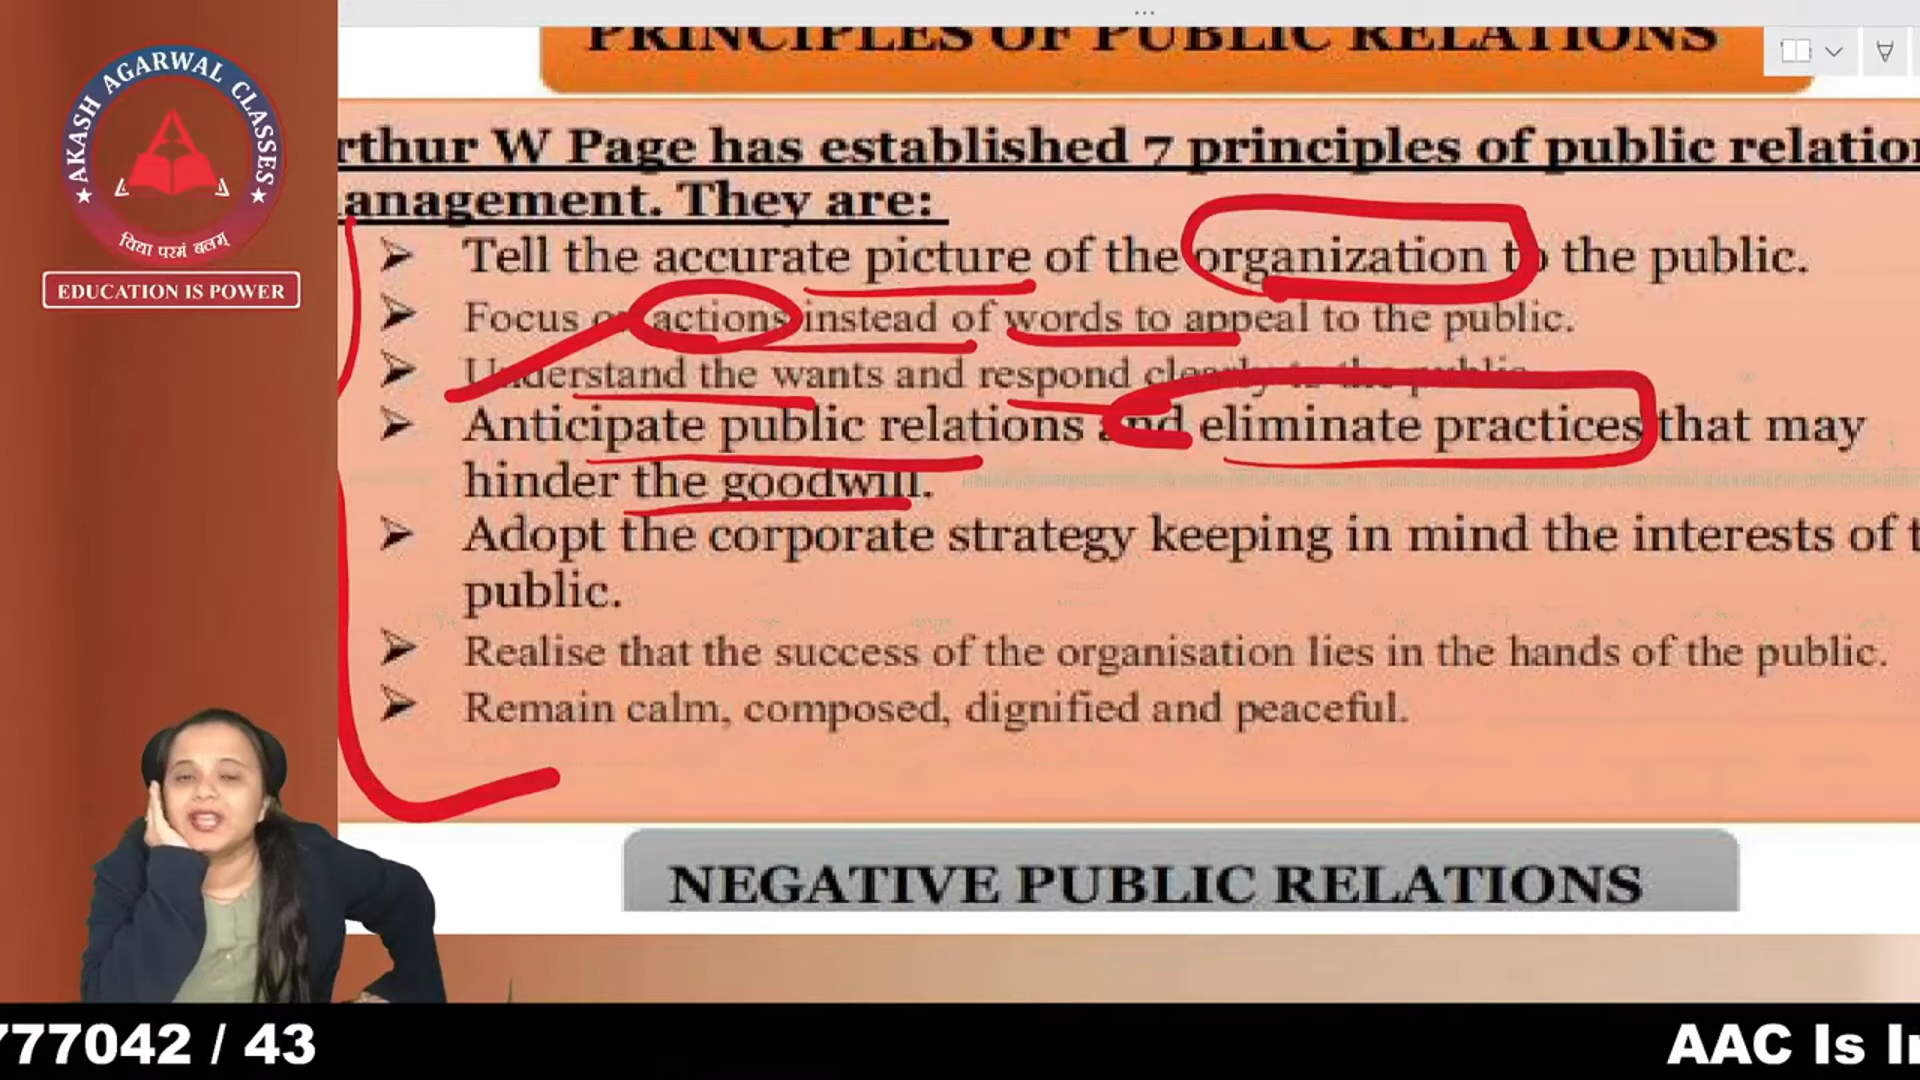 AKASH AGARWAL CLASSES
विद्या परमं बलम्
EDUCATION IS POWER
PRINCIPLES OF PUBLIC RELATIONS
rthur W Page has established 7 principles of public relation
anagement. They are:
➢ Tell the accurate picture of the organization to the public.
➢ Focus on actions instead of words to appeal to the public.
➢ Understand the wants and respond clearly to the public
➢ Anticipate public relations and eliminate practices that may
hinder the goodwill.
➢ Adopt the corporate strategy keeping in mind the interests of t
public.
➢ Realise that the success of the organisation lies in the hands of the public.
➢ Remain calm, composed, dignified and peaceful.
NEGATIVE PUBLIC RELATIONS
777042 / 43
AAC Is In